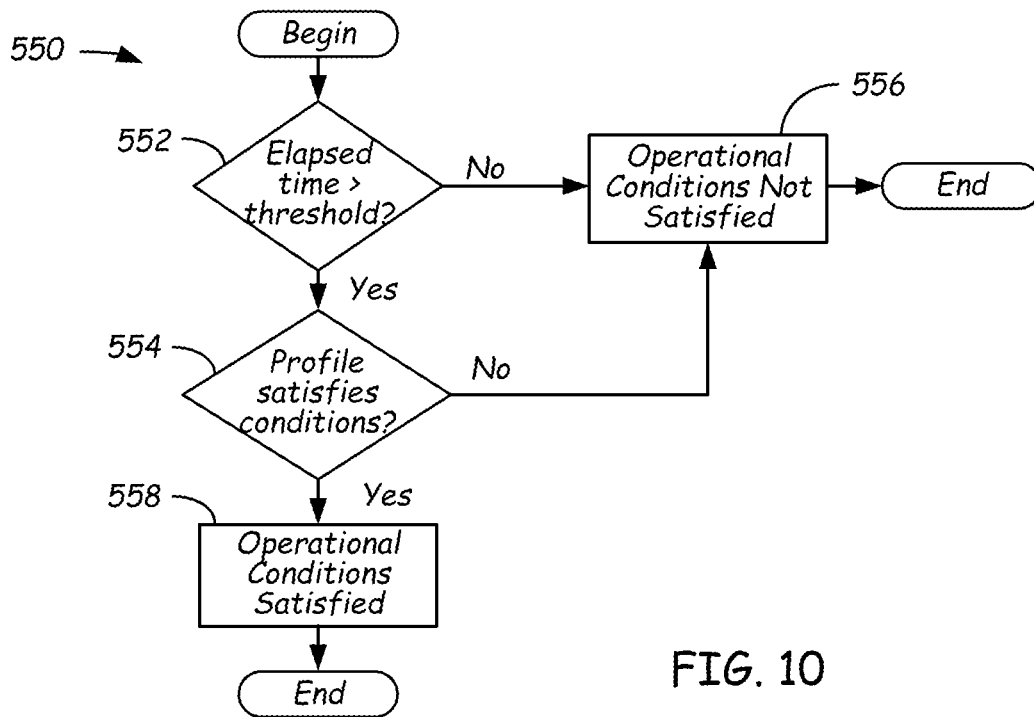 Begin
550
552
Elapsed
time >
threshold?
No
556
Operational
Conditions Not
Satisfied
End
Yes
554
Profile
satisfies
conditions?
No
Yes
558
Operational
Conditions
Satisfied
End
FIG. 10